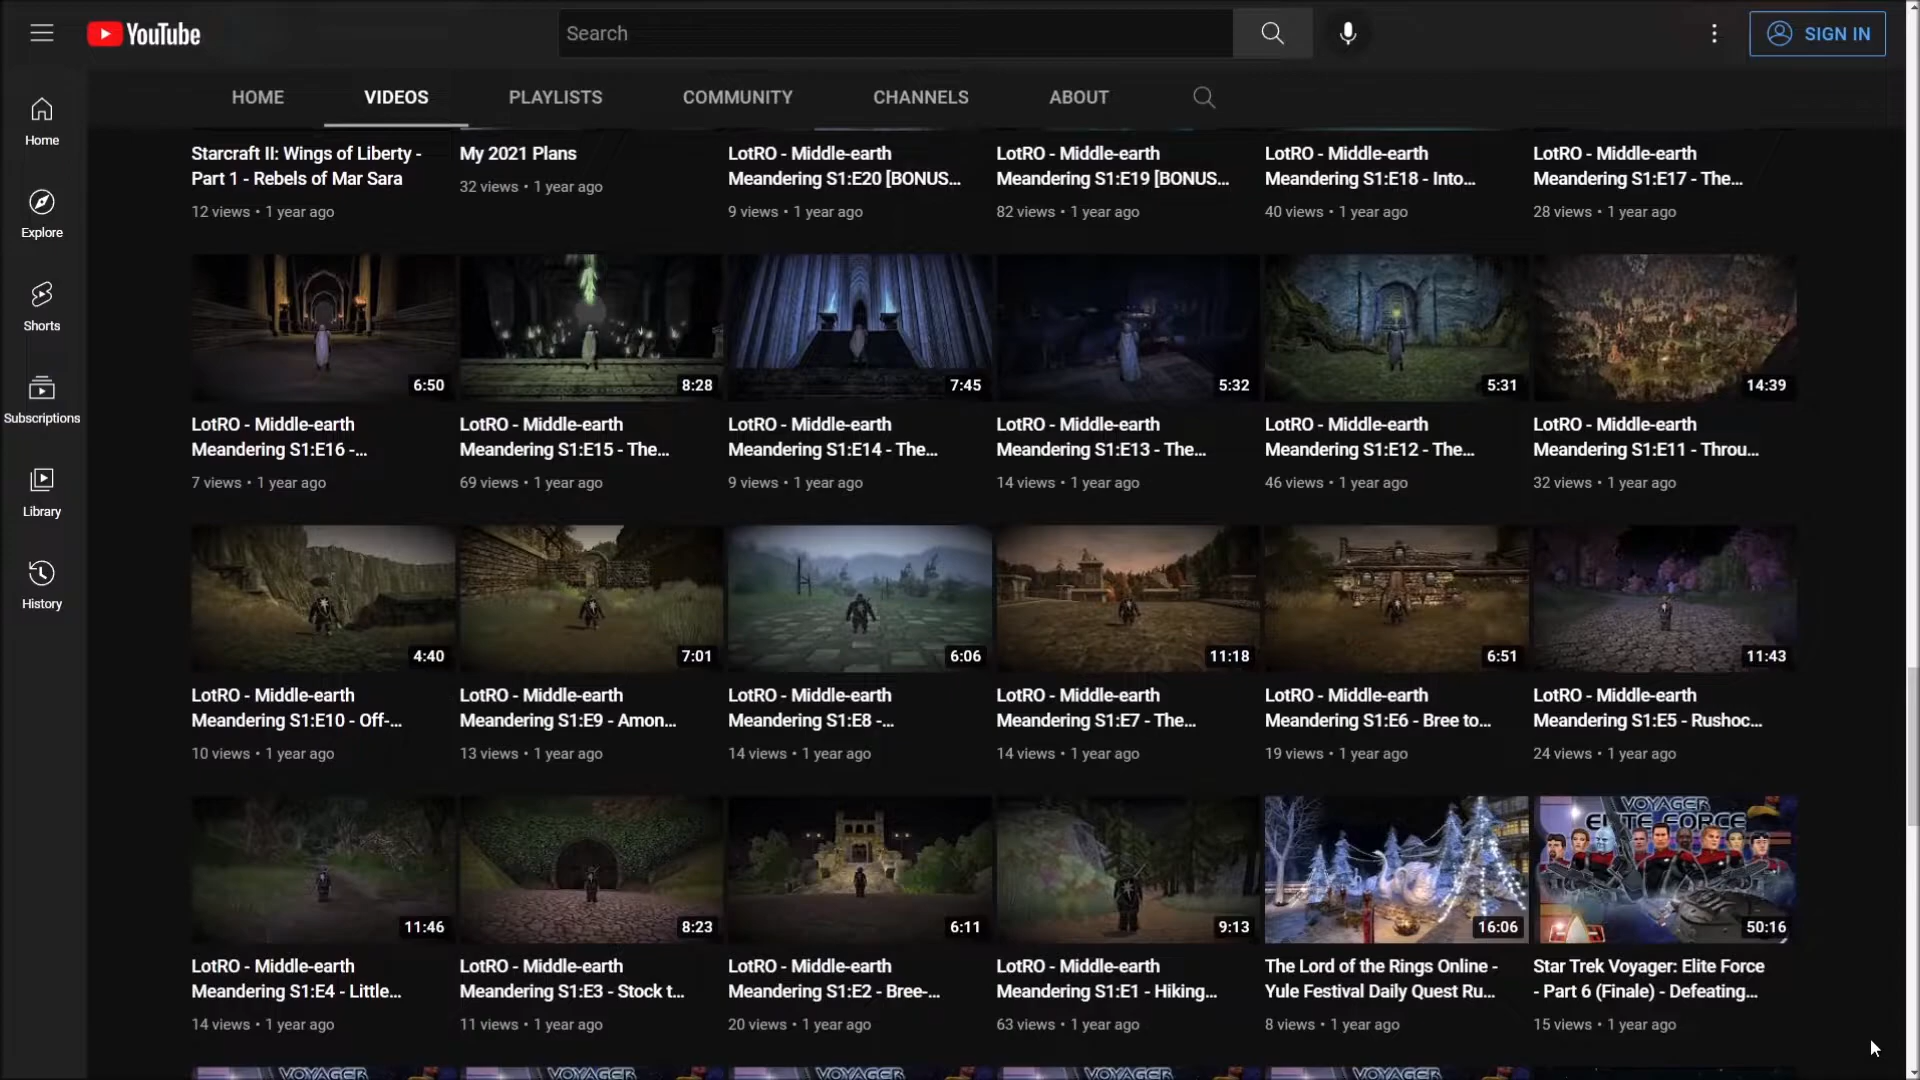 YouTube
Search
SIGN IN
HOME
VIDEOS
PLAYLISTS
COMMUNITY
CHANNELS
ABOUT
Home
Explore
Shorts
Subscriptions
Library
History
Starcraft II: Wings of Liberty -
Part 1 - Rebels of Mar Sara
12 views • 1 year ago
My 2021 Plans
32 views • 1 year ago
LotRO - Middle-earth
Meandering S1:E20 [BONUS...
9 views • 1 year ago
LotRO - Middle-earth
Meandering S1:E19 [BONUS...
82 views • 1 year ago
LotRO - Middle-earth
Meandering S1:E18 - Into...
40 views • 1 year ago
LotRO - Middle-earth
Meandering S1:E17 - The...
28 views • 1 year ago
6:50
LotRO - Middle-earth
Meandering S1:E16 -...
7 views • 1 year ago
8:28
LotRO - Middle-earth
Meandering S1:E15 - The...
69 views • 1 year ago
7:45
LotRO - Middle-earth
Meandering S1:E14 - The...
9 views • 1 year ago
5:32
LotRO - Middle-earth
Meandering S1:E13 - The...
14 views • 1 year ago
5:31
LotRO - Middle-earth
Meandering S1:E12 - The...
46 views • 1 year ago
14:39
LotRO - Middle-earth
Meandering S1:E11 - Throu...
32 views • 1 year ago
4:40
LotRO - Middle-earth
Meandering S1:E10 - Off-...
10 views • 1 year ago
7:01
LotRO - Middle-earth
Meandering S1:E9 - Amon...
13 views • 1 year ago
6:06
LotRO - Middle-earth
Meandering S1:E8 -...
14 views • 1 year ago
11:18
LotRO - Middle-earth
Meandering S1:E7 - The...
14 views • 1 year ago
6:51
LotRO - Middle-earth
Meandering S1:E6 - Bree to...
19 views • 1 year ago
11:43
LotRO - Middle-earth
Meandering S1:E5 - Rushoc...
24 views • 1 year ago
11:46
LotRO - Middle-earth
Meandering S1:E4 - Little...
14 views • 1 year ago
8:23
LotRO - Middle-earth
Meandering S1:E3 - Stock t...
11 views • 1 year ago
6:11
LotRO - Middle-earth
Meandering S1:E2 - Bree-...
20 views • 1 year ago
9:13
LotRO - Middle-earth
Meandering S1:E1 - Hiking...
63 views • 1 year ago
16:06
The Lord of the Rings Online -
Yule Festival Daily Quest Ru...
8 views • 1 year ago
VOYAGER
ELITE FORCE
50:16
Star Trek Voyager: Elite Force
- Part 6 (Finale) - Defeating...
15 views • 1 year ago
VOYAGER
VOYAGER
VOYAGER
VOYAGER
VOYAGER